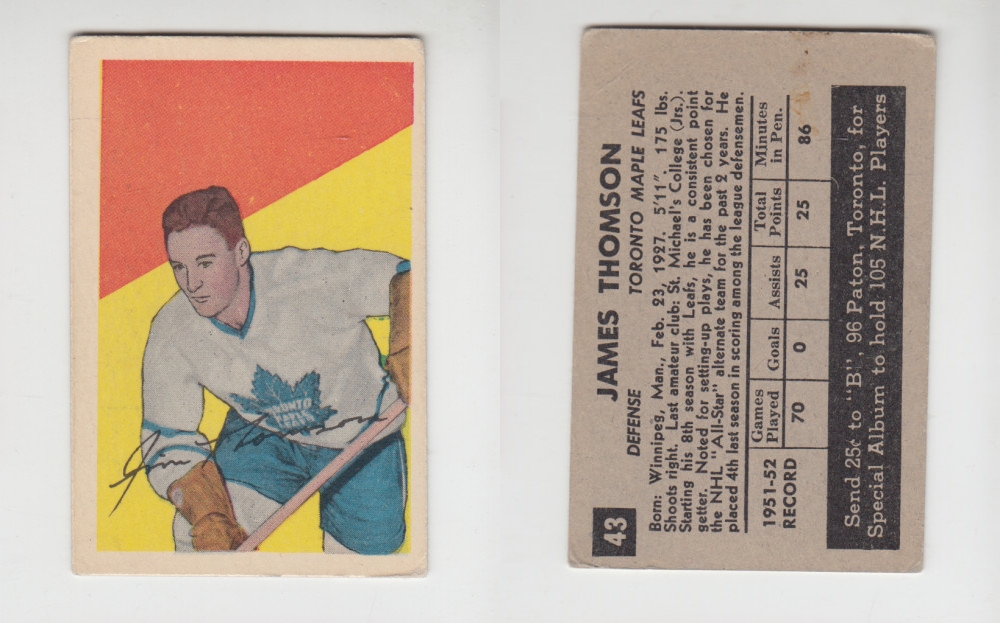 TORONTO
MAPLE
LEAFS
Jim Thomson
43
JAMES THOMSON
DEFENSE TORONTO MAPLE LEAFS
Born: Winnipeg, Man., Feb. 23, 1927. 5'11". 175 lbs.
Shoots right. Last amateur club: St. Michael's College (Jrs.).
Starting his 8th season with Leafs, he is a consistent point
getter. Noted for setting-up plays, he has been chosen for
the NHL "All-Star" alternate team for the past 2 years. He
placed 4th last season in scoring among the league defensemen.
1951-52 RECORD
Games Played Goals Assists Total Points Minutes in Pen.
70 0 25 25 86
Send 25¢ to "B", 96 Paton, Toronto, for
Special Album to hold 105 N.H.L. Players